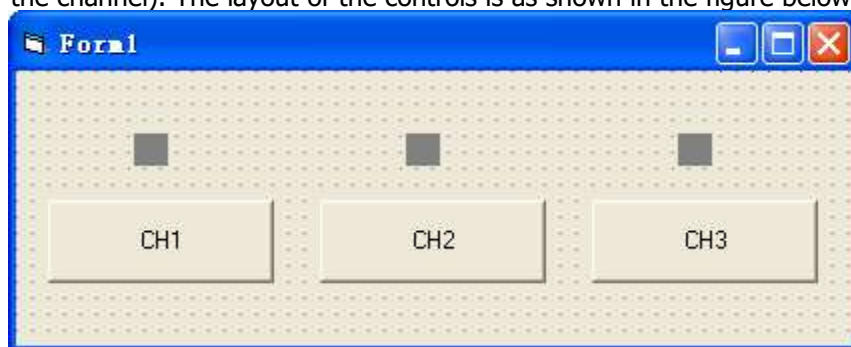 the channel). The layout of the controls is as shown in the figure below
Form1
CH1
CH2
CH3